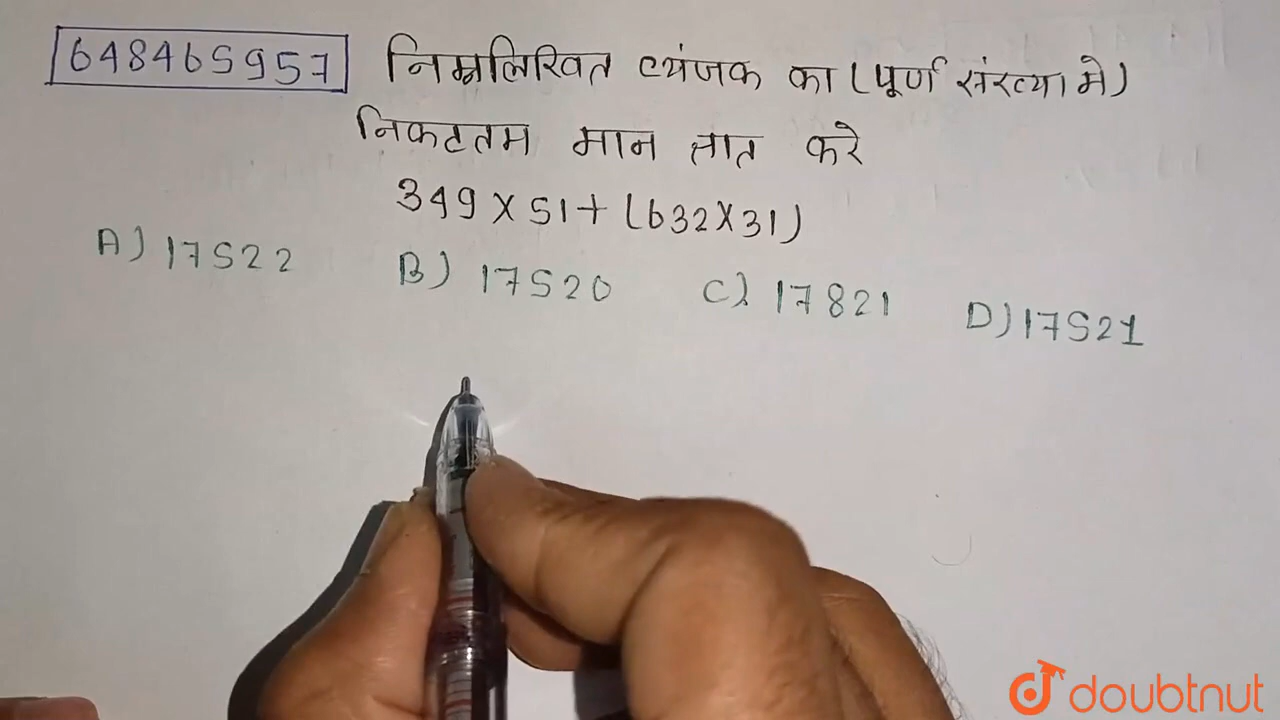 648465957 निम्नलिखित व्यंजक का (पूर्ण संख्या मे)
निकटतम मान ज्ञात करे
349 X 51 + (632 X 31)
A) 17522 B) 17520 C) 17821 D) 17521
doubtnut